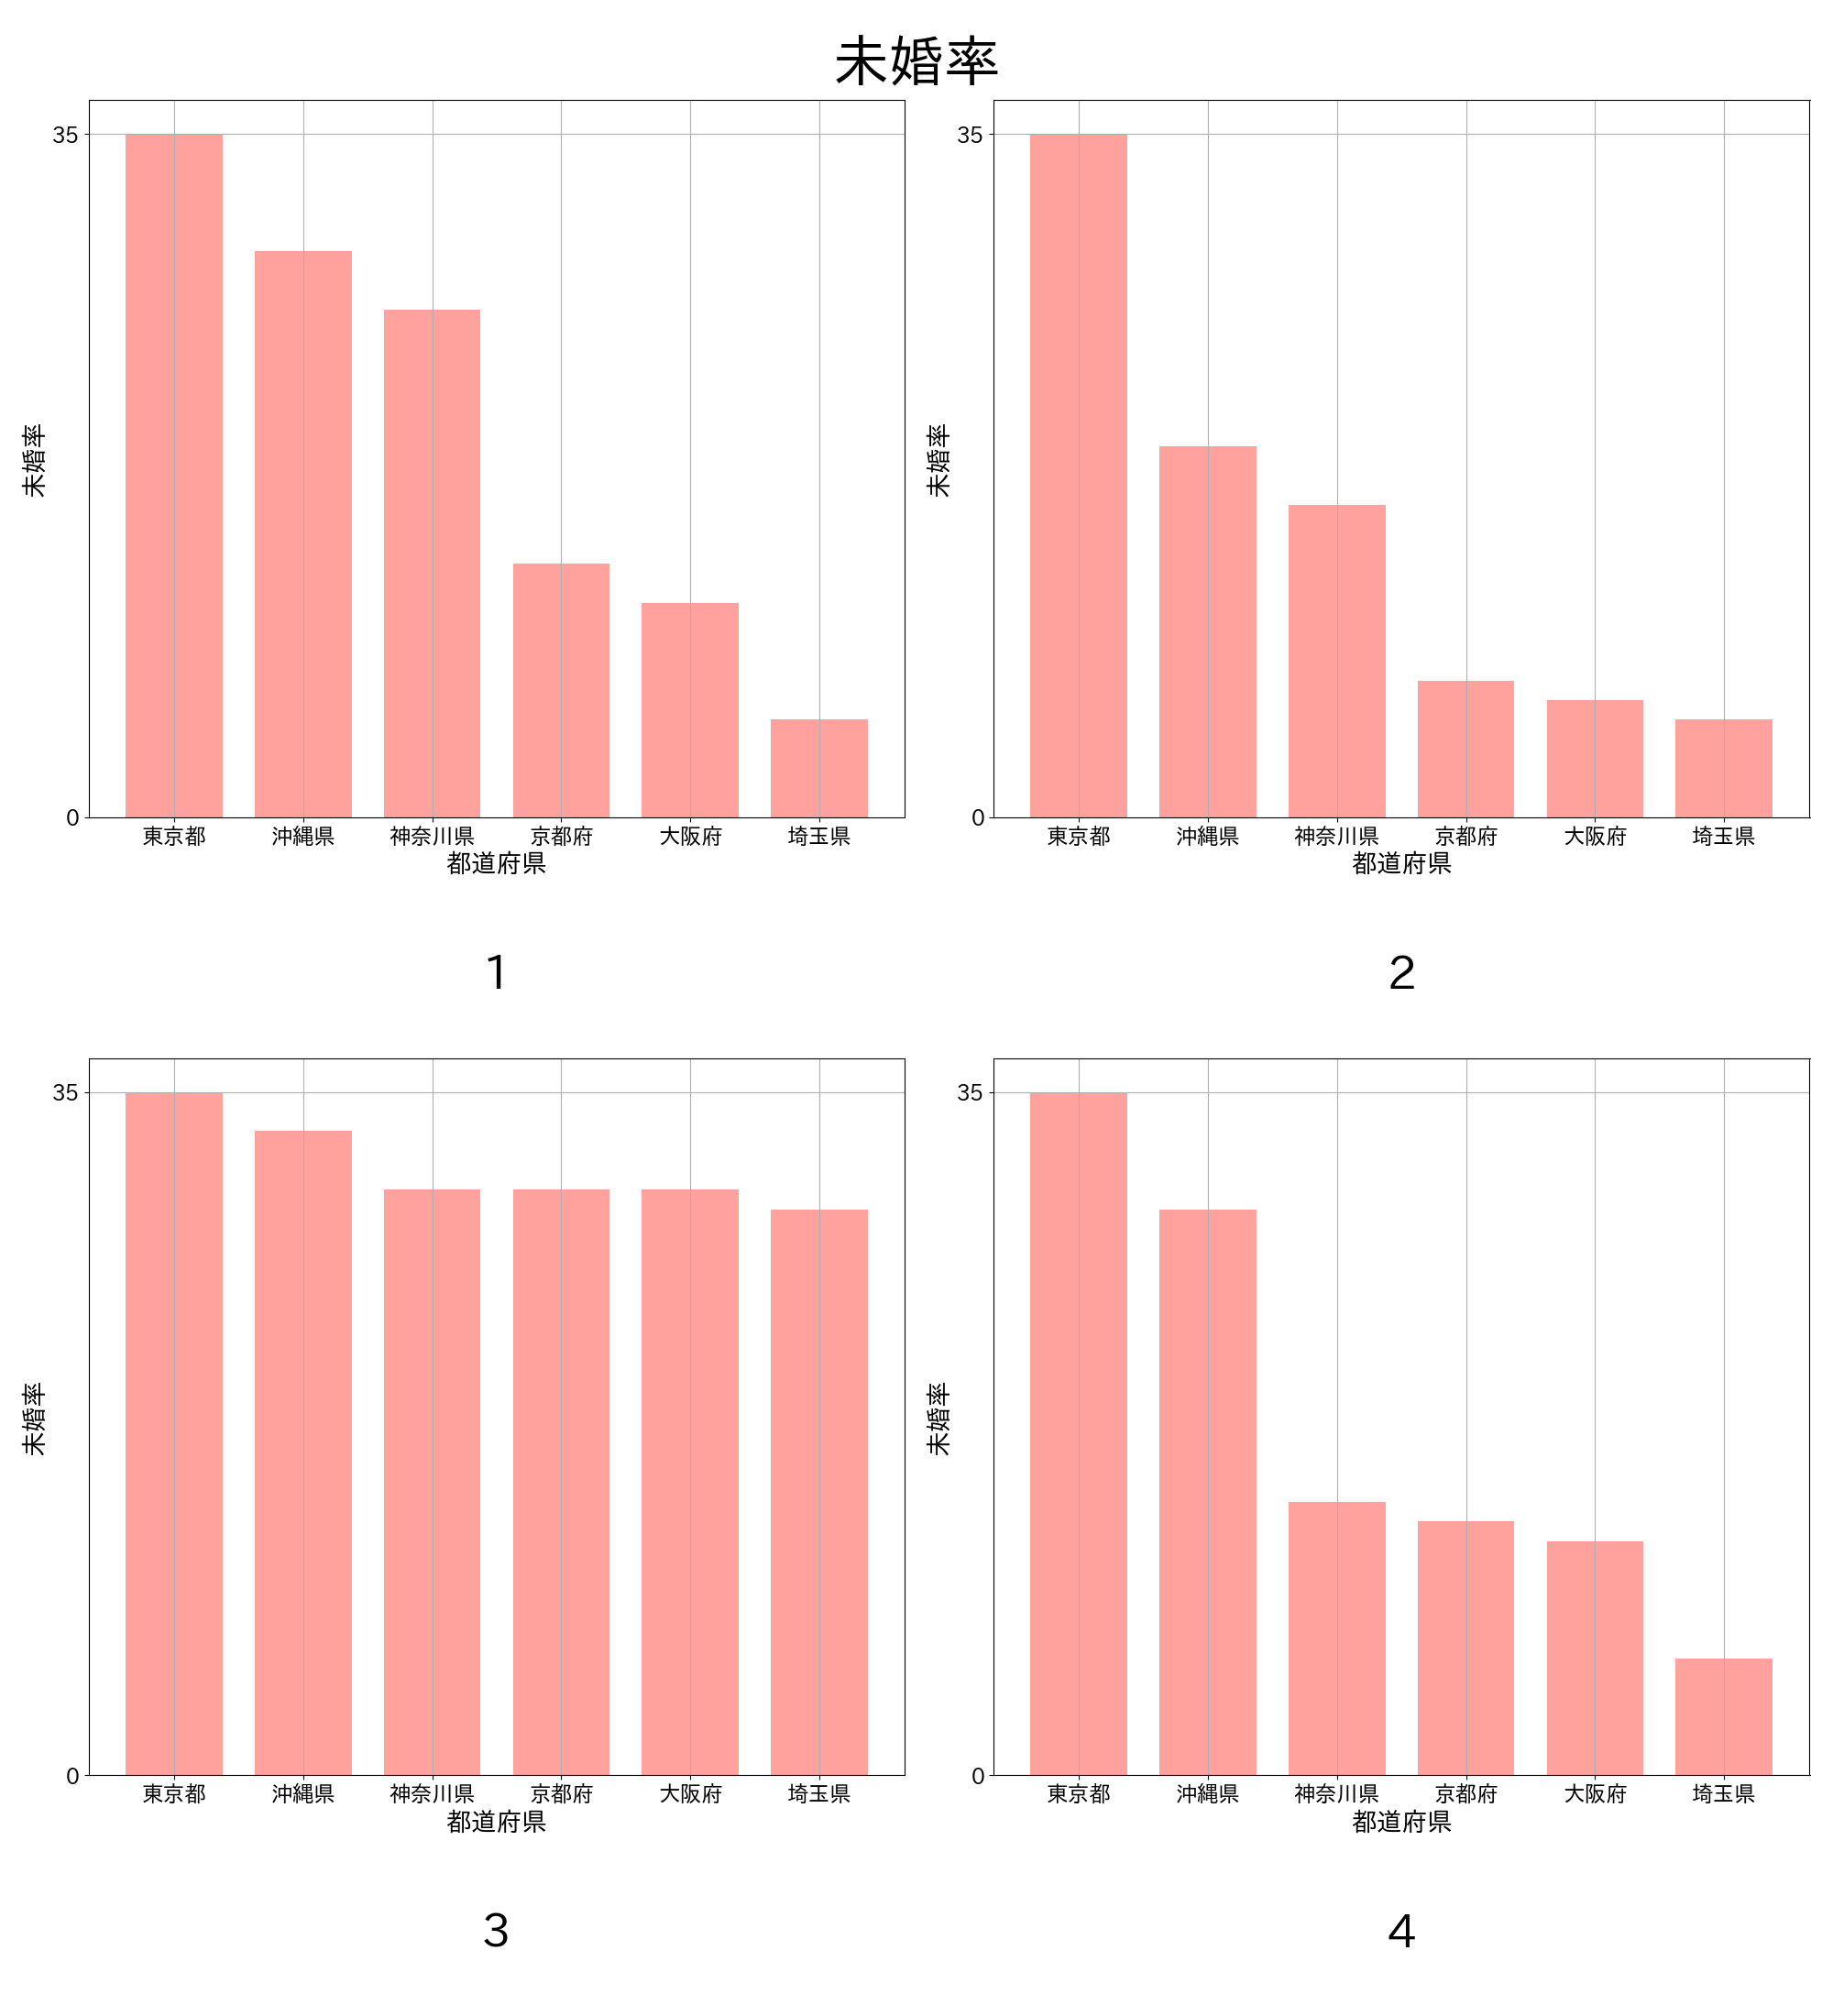 未婚率
35
0
未婚率
東京都 沖縄県 神奈川県 京都府 大阪府 埼玉県
都道府県
1
35
0
未婚率
東京都 沖縄県 神奈川県 京都府 大阪府 埼玉県
都道府県
2
35
0
未婚率
東京都 沖縄県 神奈川県 京都府 大阪府 埼玉県
都道府県
3
35
0
未婚率
東京都 沖縄県 神奈川県 京都府 大阪府 埼玉県
都道府県
4